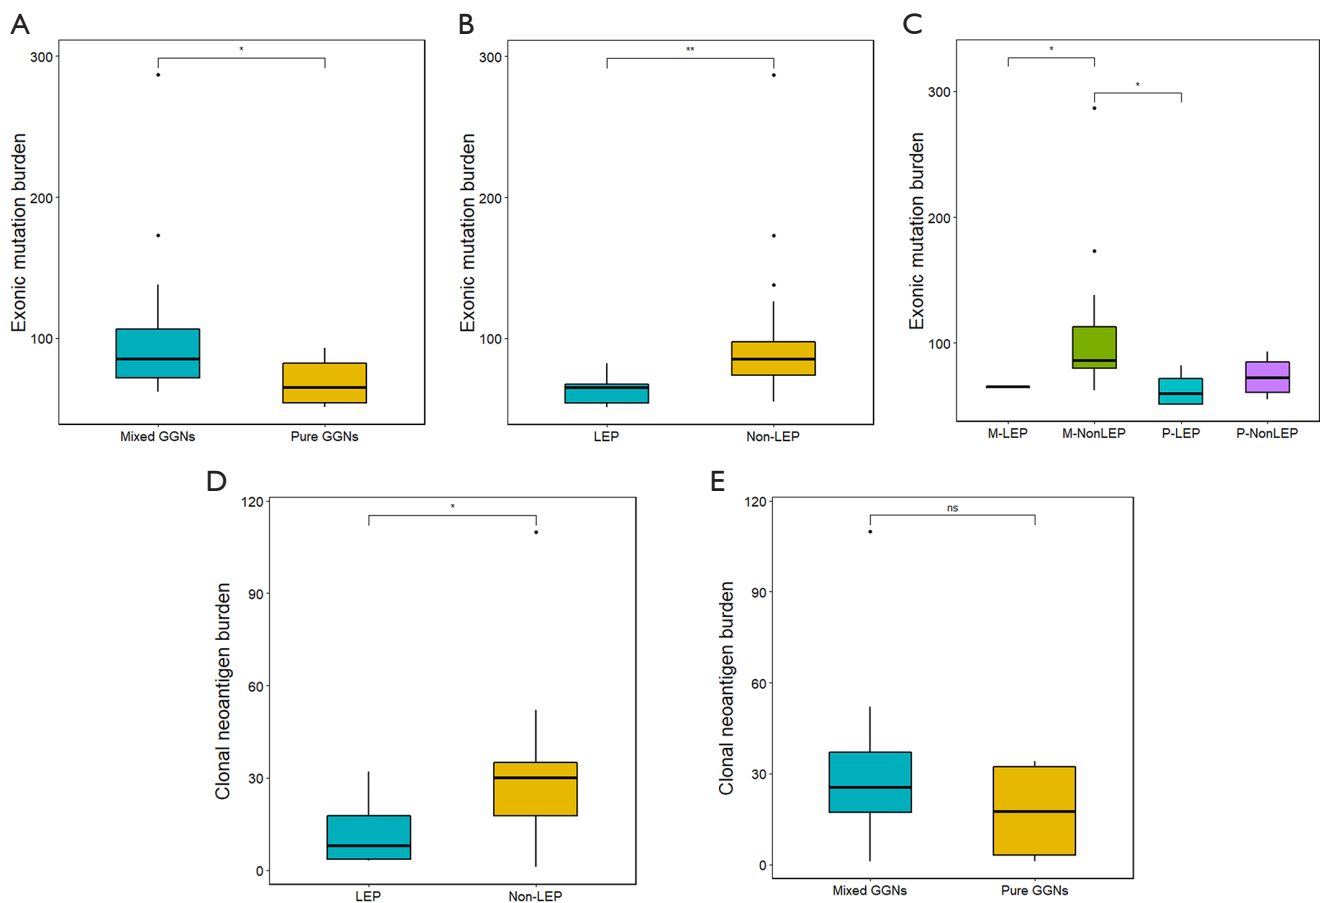 A
Exonic mutation burden
300
200
100
*
Mixed GGNs
Pure GGNs
B
Exonic mutation burden
300
200
100
**
LEP
Non-LEP
C
Exonic mutation burden
300
200
100
*
*
M-LEP
M-NonLEP
P-LEP
P-NonLEP
D
Clonal neoantigen burden
120
90
60
30
0
*
LEP
Non-LEP
E
Clonal neoantigen burden
120
90
60
30
0
ns
Mixed GGNs
Pure GGNs